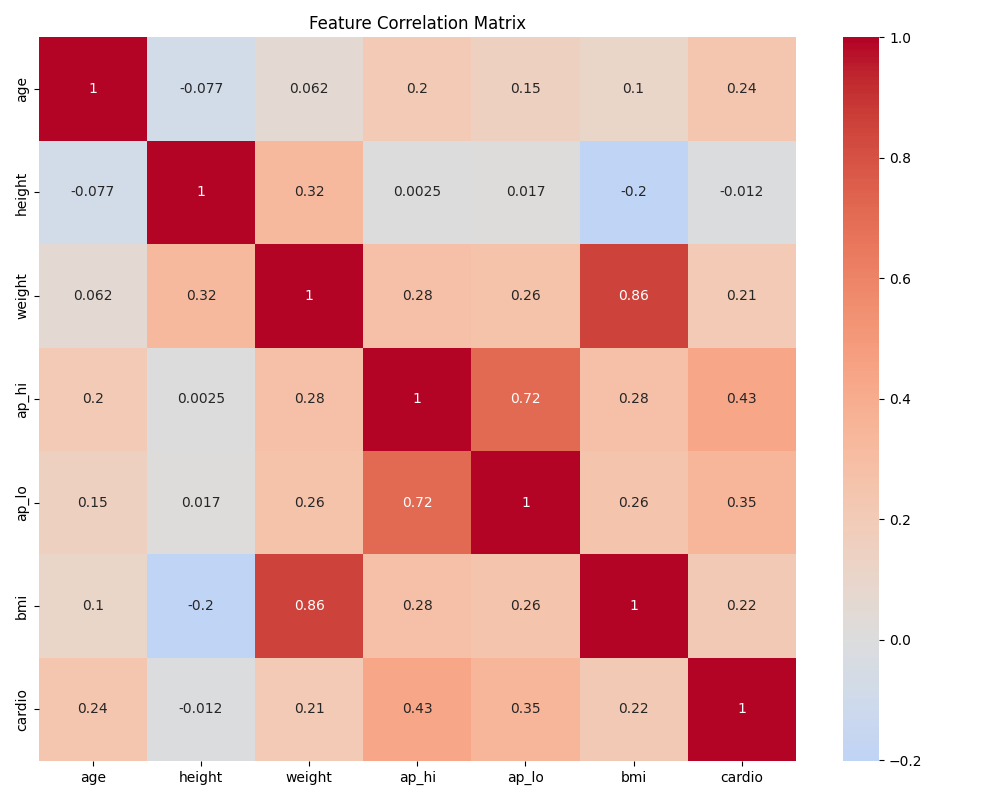 Feature Correlation Matrix
age 1 -0.077 0.062 0.2 0.15 0.1 0.24
height -0.077 1 0.32 0.0025 0.017 -0.2 -0.012
weight 0.062 0.32 1 0.28 0.26 0.86 0.21
ap_hi 0.2 0.0025 0.28 1 0.72 0.28 0.43
ap_lo 0.15 0.017 0.26 0.72 1 0.26 0.35
bmi 0.1 -0.2 0.86 0.28 0.26 1 0.22
cardio 0.24 -0.012 0.21 0.43 0.35 0.22 1
age height weight ap_hi ap_lo bmi cardio
1.0
0.8
0.6
0.4
0.2
0.0
−0.2